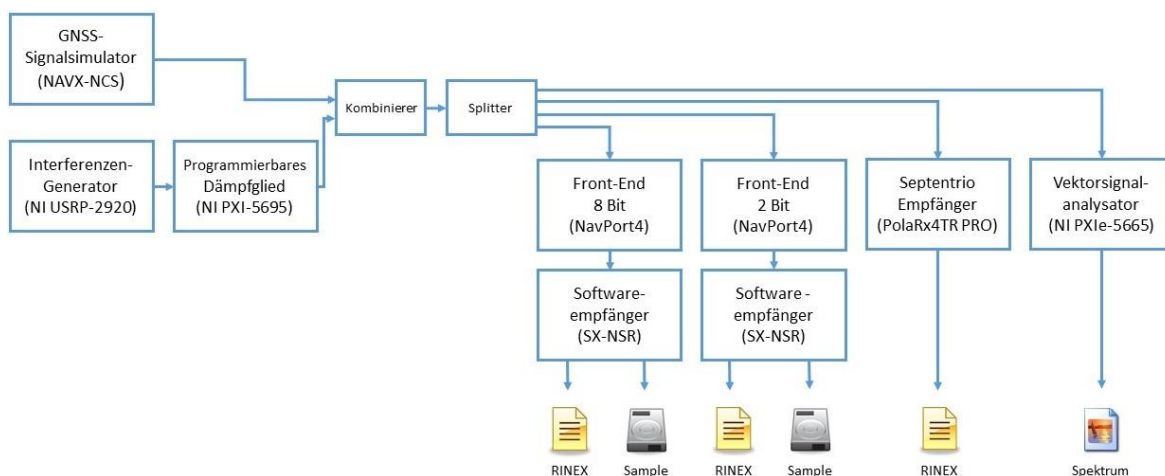 GNSS-
Signalsimulator
(NAVX-NCS)
Interferenzen-
Generator
(NI USRP-2920)
Programmierbares
Dämpfglied
(NI PXI-5695)
Kombinierer
Splitter
Front-End
8 Bit
(NavPort4)
Front-End
2 Bit
(NavPort4)
Septentrio
Empfänger
(PolaRx4TR PRO)
Vektorsignal-
analysator
(NI PXIe-5665)
Software-
empfänger
(SX-NSR)
Software -
empfänger
(SX-NSR)
RINEX
Sample
RINEX
Sample
RINEX
Spektrum